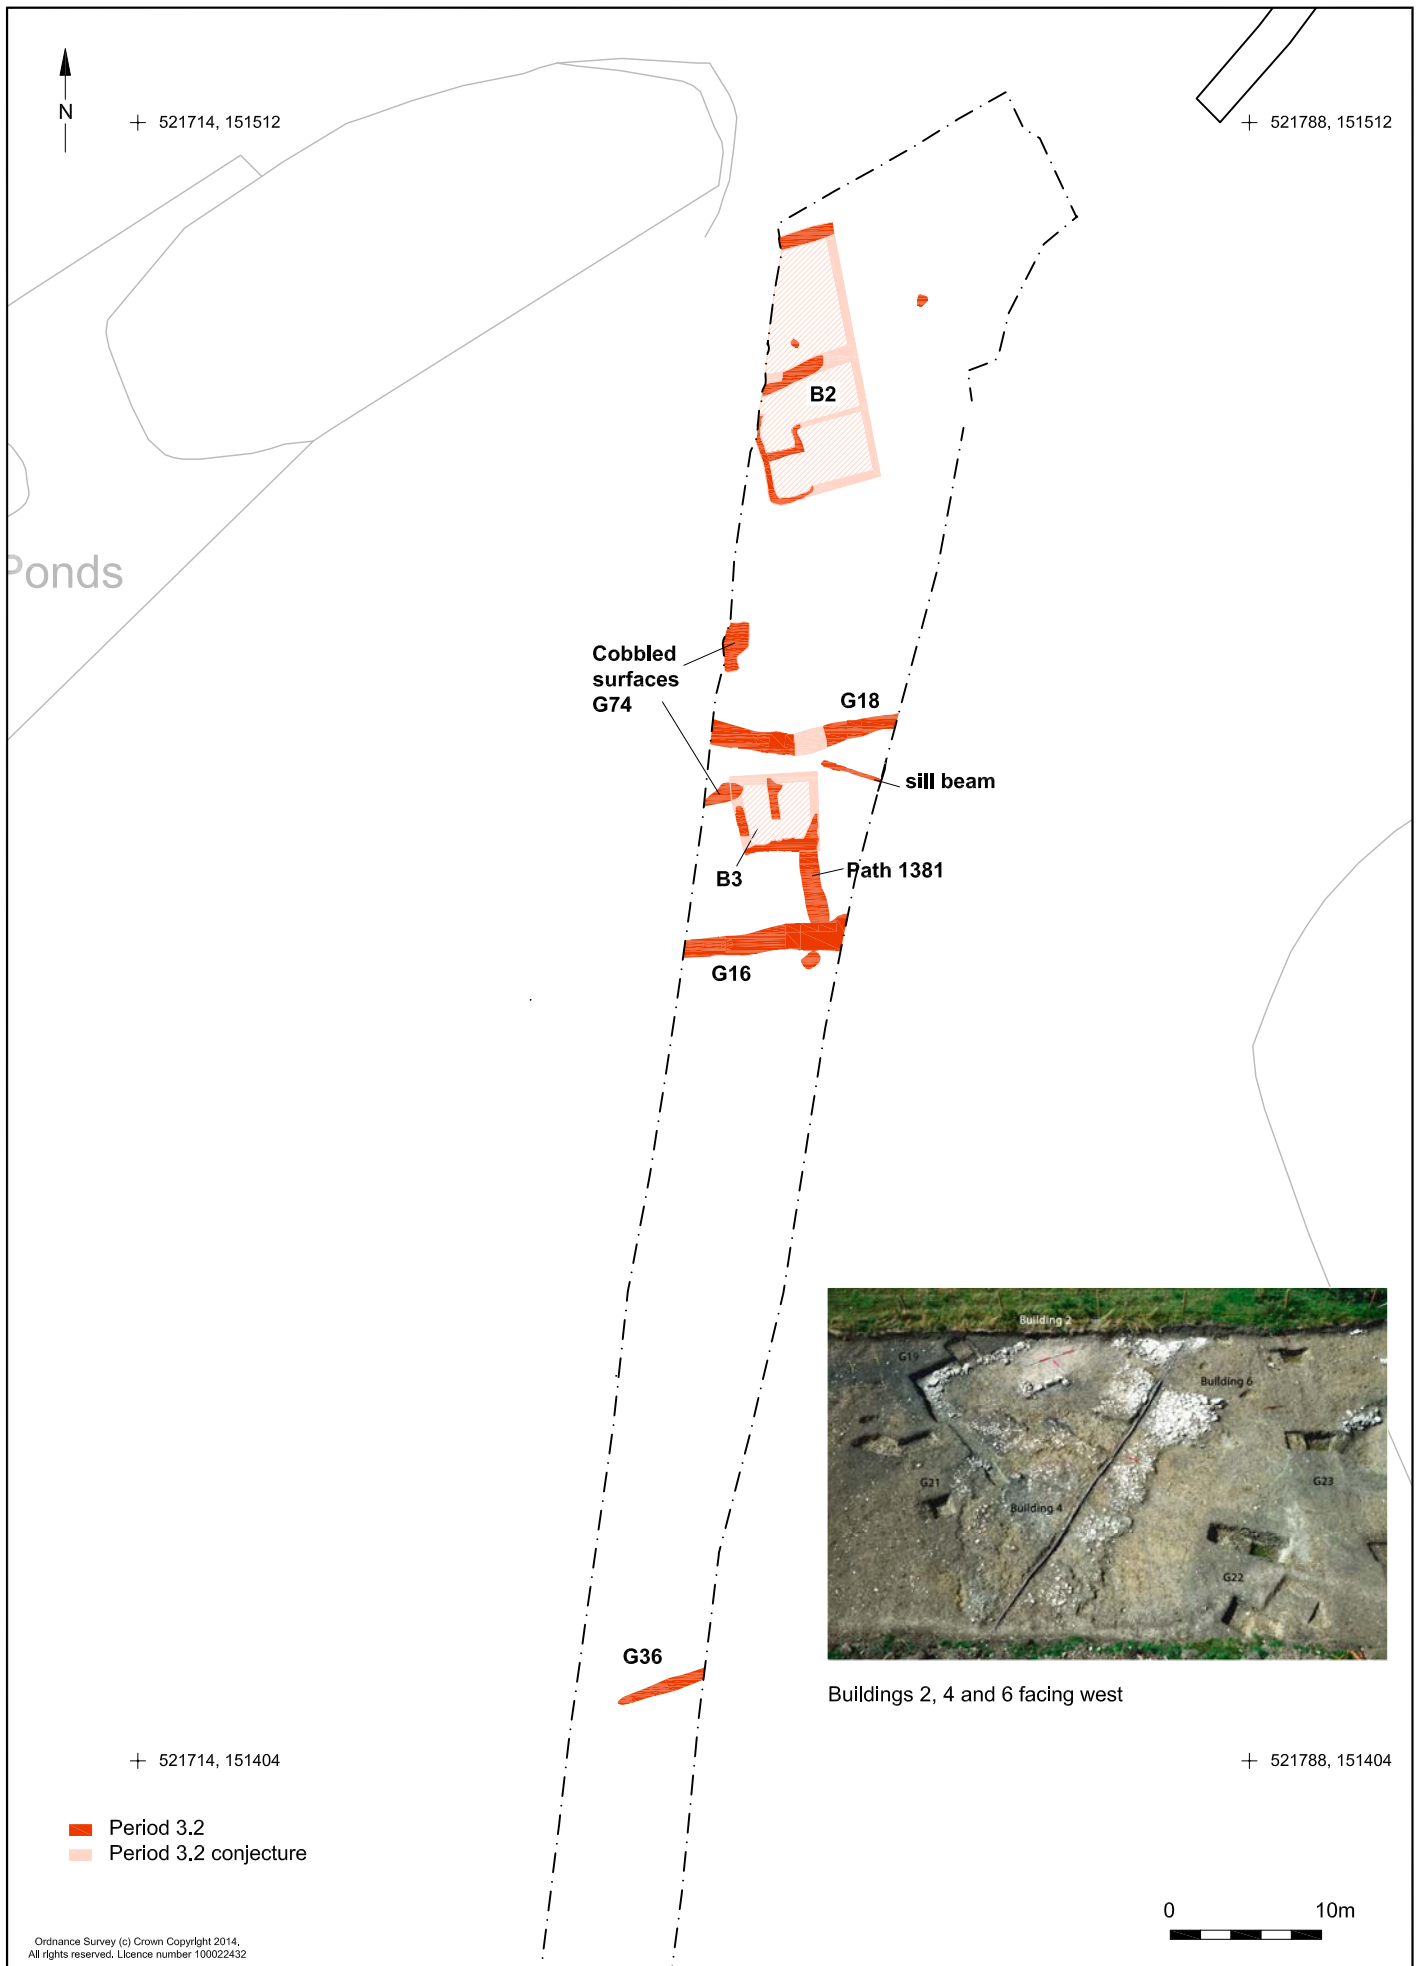 N
521714, 151512
521788, 151512
B2
Ponds
Cobbled
surfaces
G74
G18
sill beam
B3
Path 1381
G16
Building 2
G19
Building 6
G21
Building 4
G23
G22
G36
Buildings 2, 4 and 6 facing west
521714, 151404
521788, 151404
Period 3.2
Period 3.2 conjecture
0 10m
Ordnance Survey (c) Crown Copyright 2014,
All rights reserved. Licence number 100022432